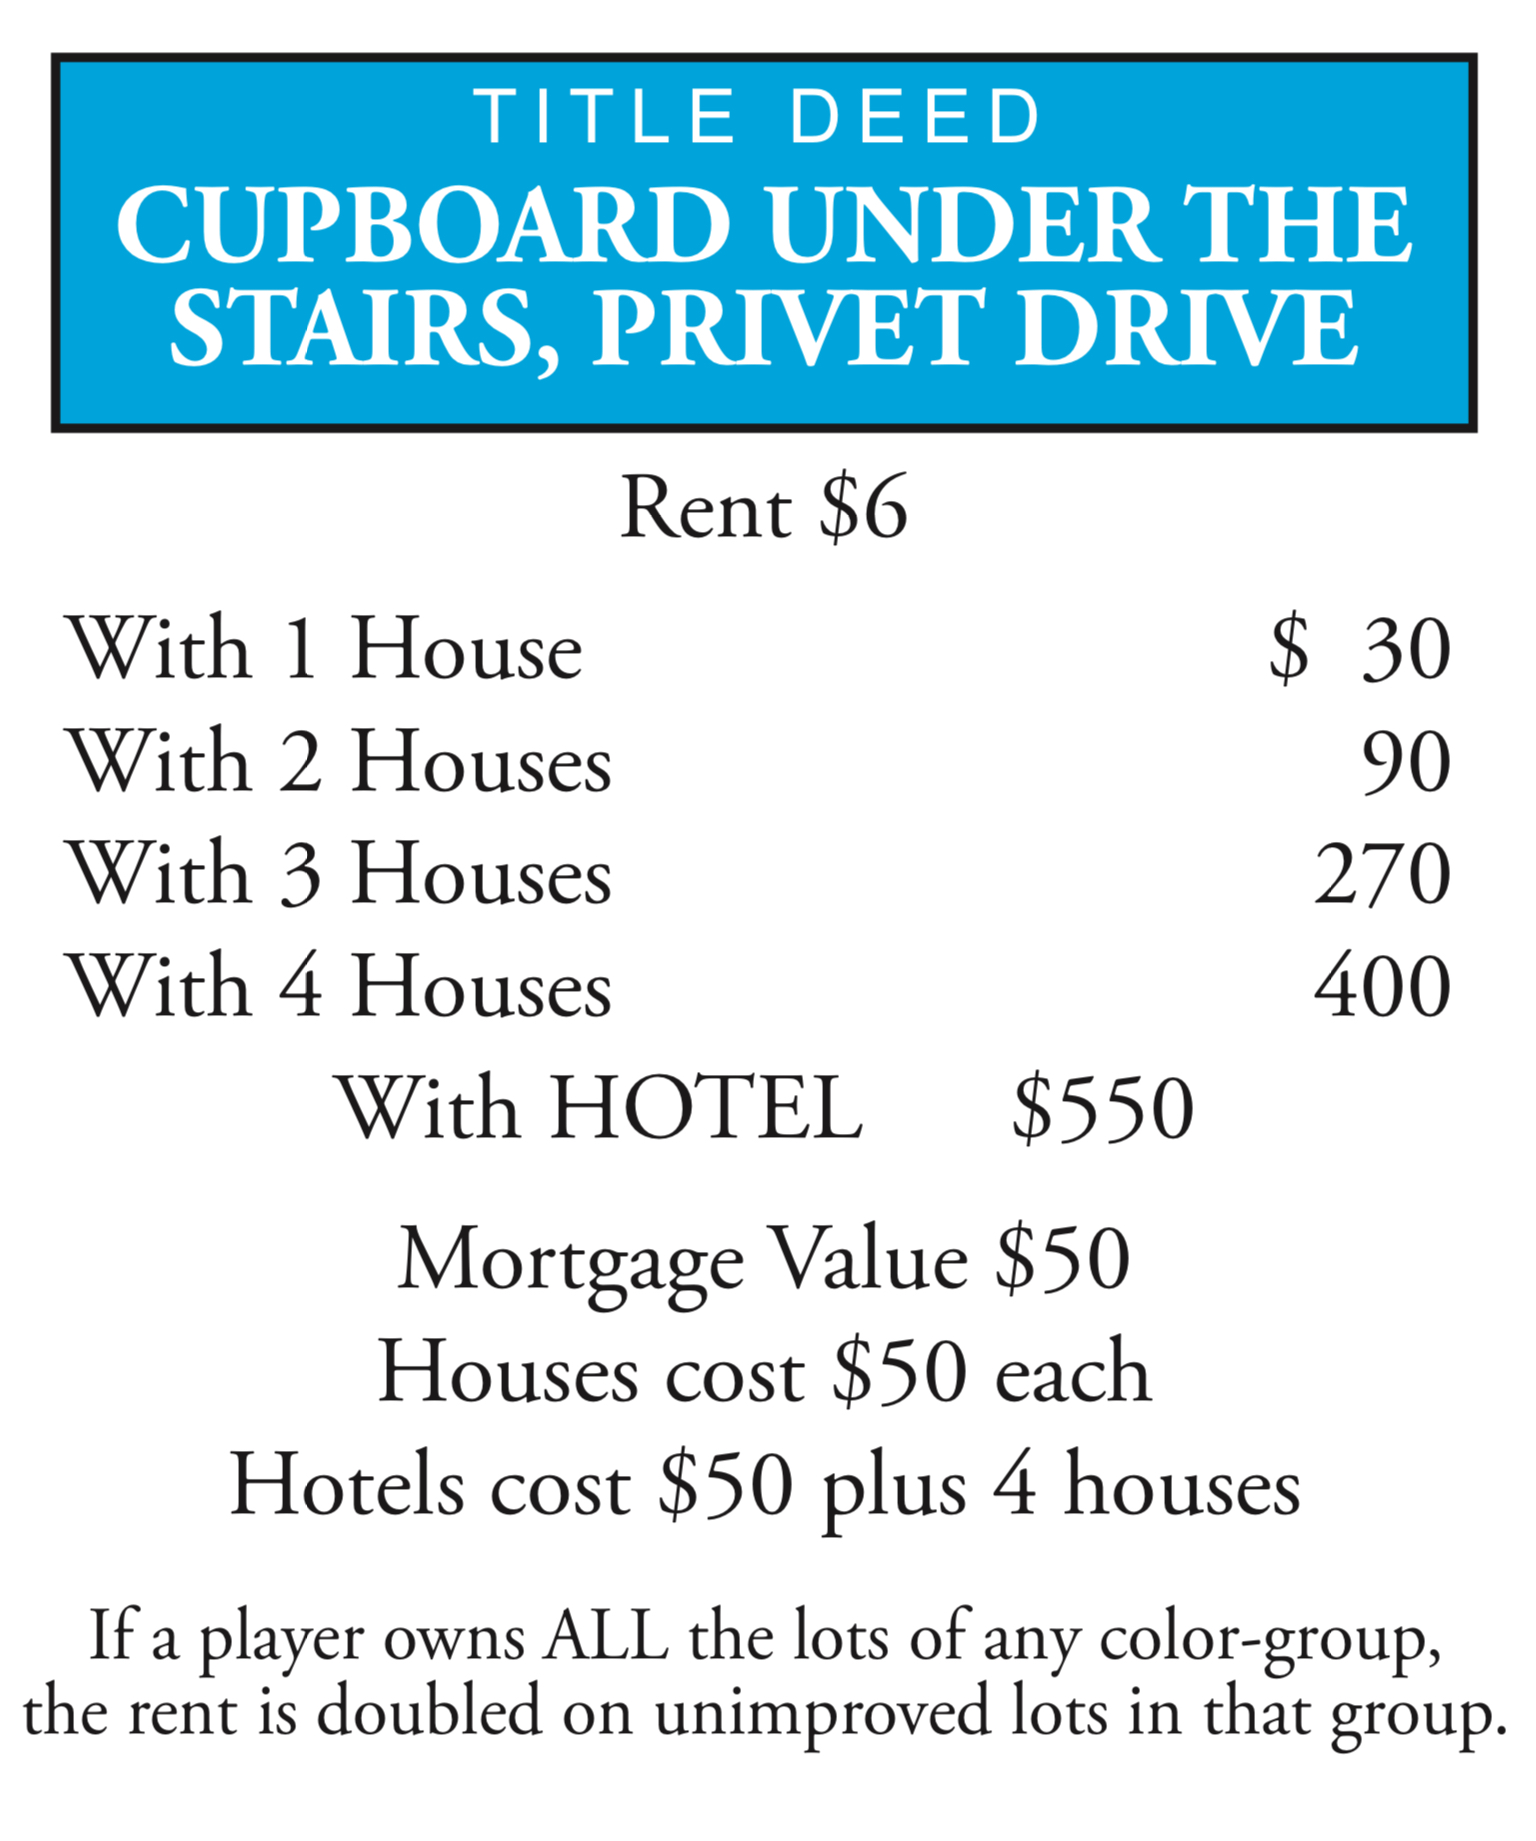 TITLE DEED
CUPBOARD UNDER THE
STAIRS, PRIVET DRIVE
Rent $6
With 1 House $ 30
With 2 Houses 90
With 3 Houses 270
With 4 Houses 400
With HOTEL $550
Mortgage Value $50
Houses cost $50 each
Hotels cost $50 plus 4 houses
If a player owns ALL the lots of any color-group,
the rent is doubled on unimproved lots in that group.